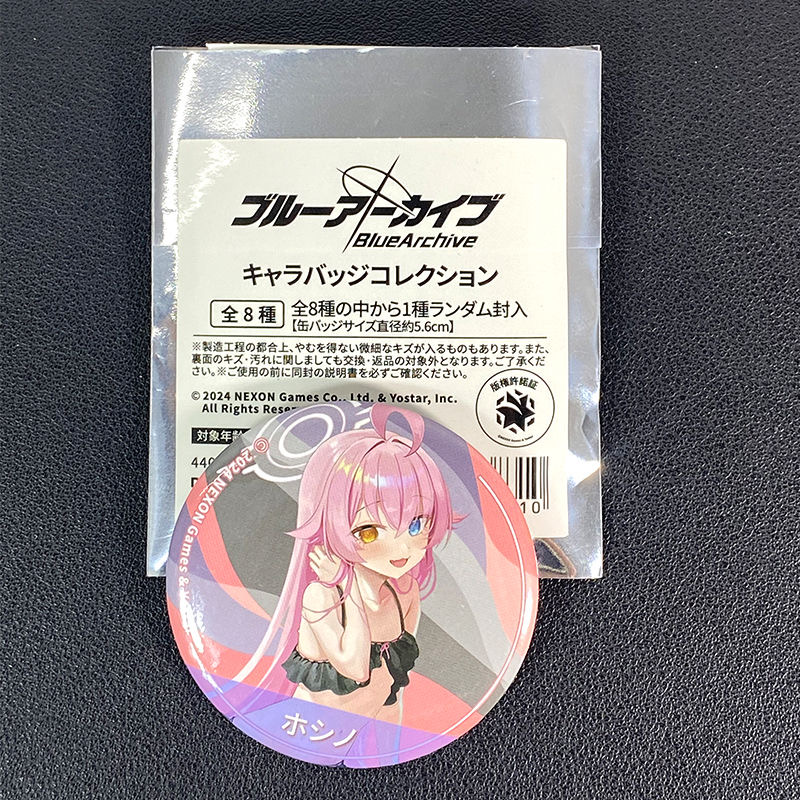 ブルーアーカイブ
BlueArchive
キャラバッジコレクション
全8種
全8種の中から1種ランダム封入
【缶バッジサイズ直径約5.6cm】
※製造工程の都合上、やむを得ない微細なキズが入るものもあります。また、
裏面のキズ・汚れに関しましても交換・返品の対象外となります。ご了承くだ
さい。※ご使用の前に同封の説明書を必ずご確認ください。
© 2024 NEXON Games Co., Ltd. & Yostar, Inc.
All Rights
版権許諾証
対象年齢
10
© 2024 NEXON Games &
ホシノ